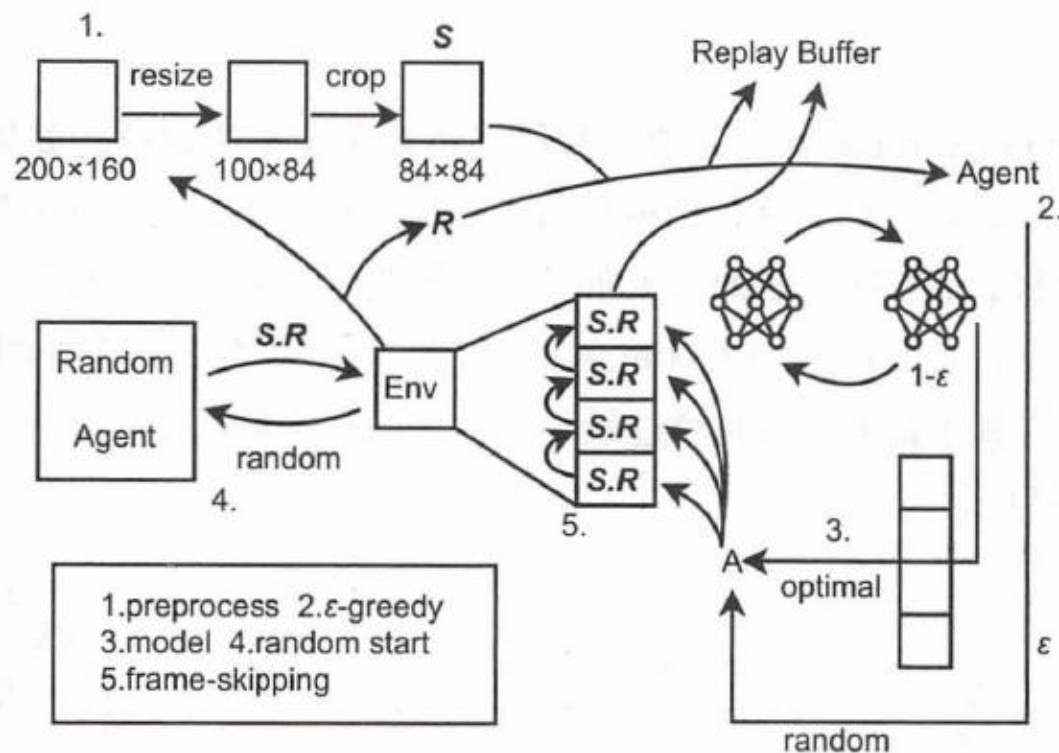 1.
S
Replay Buffer
resize
crop
200×160
100×84
84×84
Agent
R
2.
Random
Agent
S.R
Env
random
4.
S.R
S.R
S.R
S.R
5.
1-ε
3.
A
optimal
ε
random
1.preprocess 2.ε-greedy
3.model 4.random start
5.frame-skipping